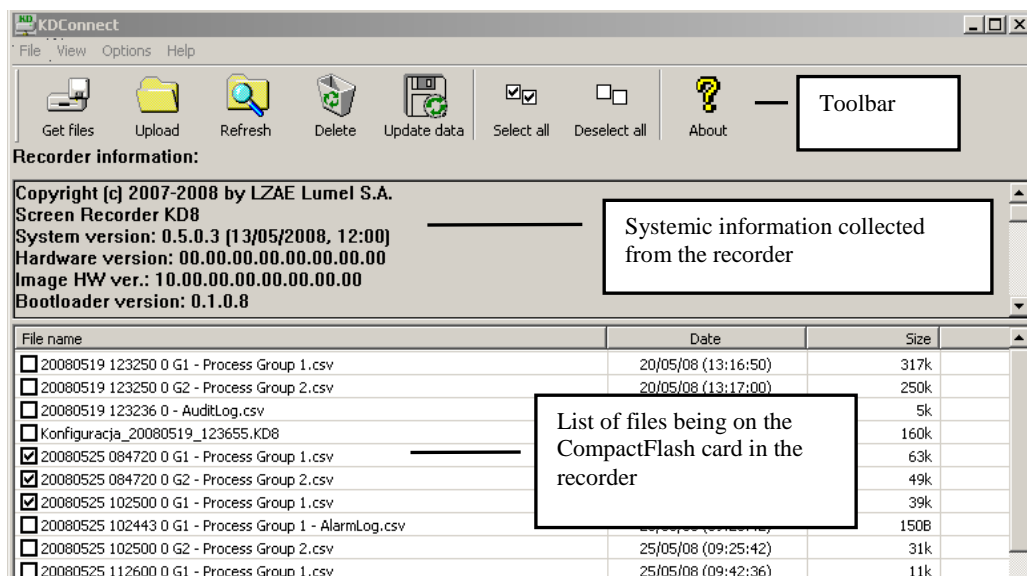 KDConnect
File View Options Help
Get files Upload Refresh Delete Update data Select all Deselect all About
Toolbar
Recorder information:
Copyright (c) 2007-2008 by LZAE Lumel S.A.
Screen Recorder KD8
System version: 0.5.0.3 (13/05/2008, 12:00)
Hardware version: 00.00.00.00.00.00.00.00
Image HW ver.: 10.00.00.00.00.00.00.00
Bootloader version: 0.1.0.8
Systemic information collected
from the recorder
File name Date Size
20080519 123250 0 G1 - Process Group 1.csv 20/05/08 (13:16:50) 317k
20080519 123250 0 G2 - Process Group 2.csv 20/05/08 (13:17:00) 250k
20080519 123236 0 - AuditLog.csv 5k
Konfiguracja_20080519_123655.KD8 160k
20080525 084720 0 G1 - Process Group 1.csv 63k
20080525 084720 0 G2 - Process Group 2.csv 49k
20080525 102500 0 G1 - Process Group 1.csv 39k
20080525 102443 0 G1 - Process Group 1 - AlarmLog.csv 150B
20080525 102500 0 G2 - Process Group 2.csv 25/05/08 (09:25:42) 31k
20080525 112600 0 G1 - Process Group 1.csv 25/05/08 (09:42:36) 11k
List of files being on the
CompactFlash card in the
recorder